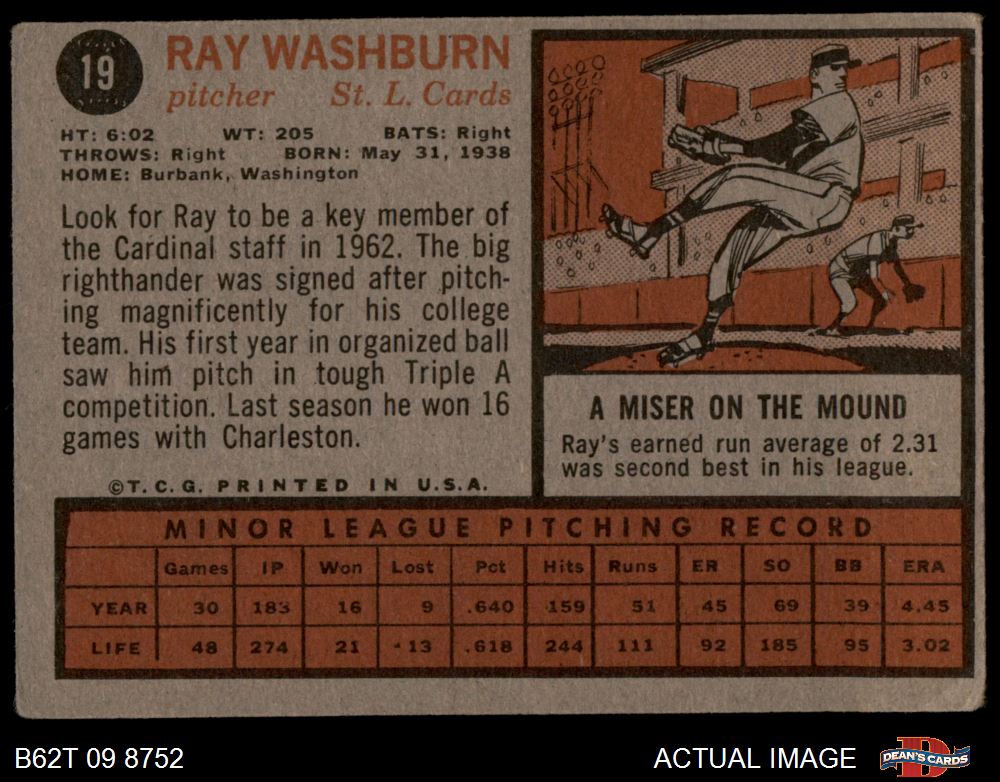 19
RAY WASHBURN
pitcher St. L. Cards
HT: 6:02 WT: 205 BATS: Right
THROWS: Right BORN: May 31, 1938
HOME: Burbank, Washington
Look for Ray to be a key member of
the Cardinal staff in 1962. The big
righthander was signed after pitch-
ing magnificently for his college
team. His first year in organized ball
saw him pitch in tough Triple A
competition. Last season he won 16
games with Charleston.
©T. C. G. PRINTED IN U.S.A.
A MISER ON THE MOUND
Ray's earned run average of 2.31
was second best in his league.
MINOR LEAGUE PITCHING RECORD
Games IP Won Lost Pct Hits Runs ER SO BB ERA
YEAR 30 183 16 9 .640 159 51 45 69 39 4.45
LIFE 48 274 21 13 .618 244 111 92 185 95 3.02
B62T 09 8752 ACTUAL IMAGE DEAN'S CARDS